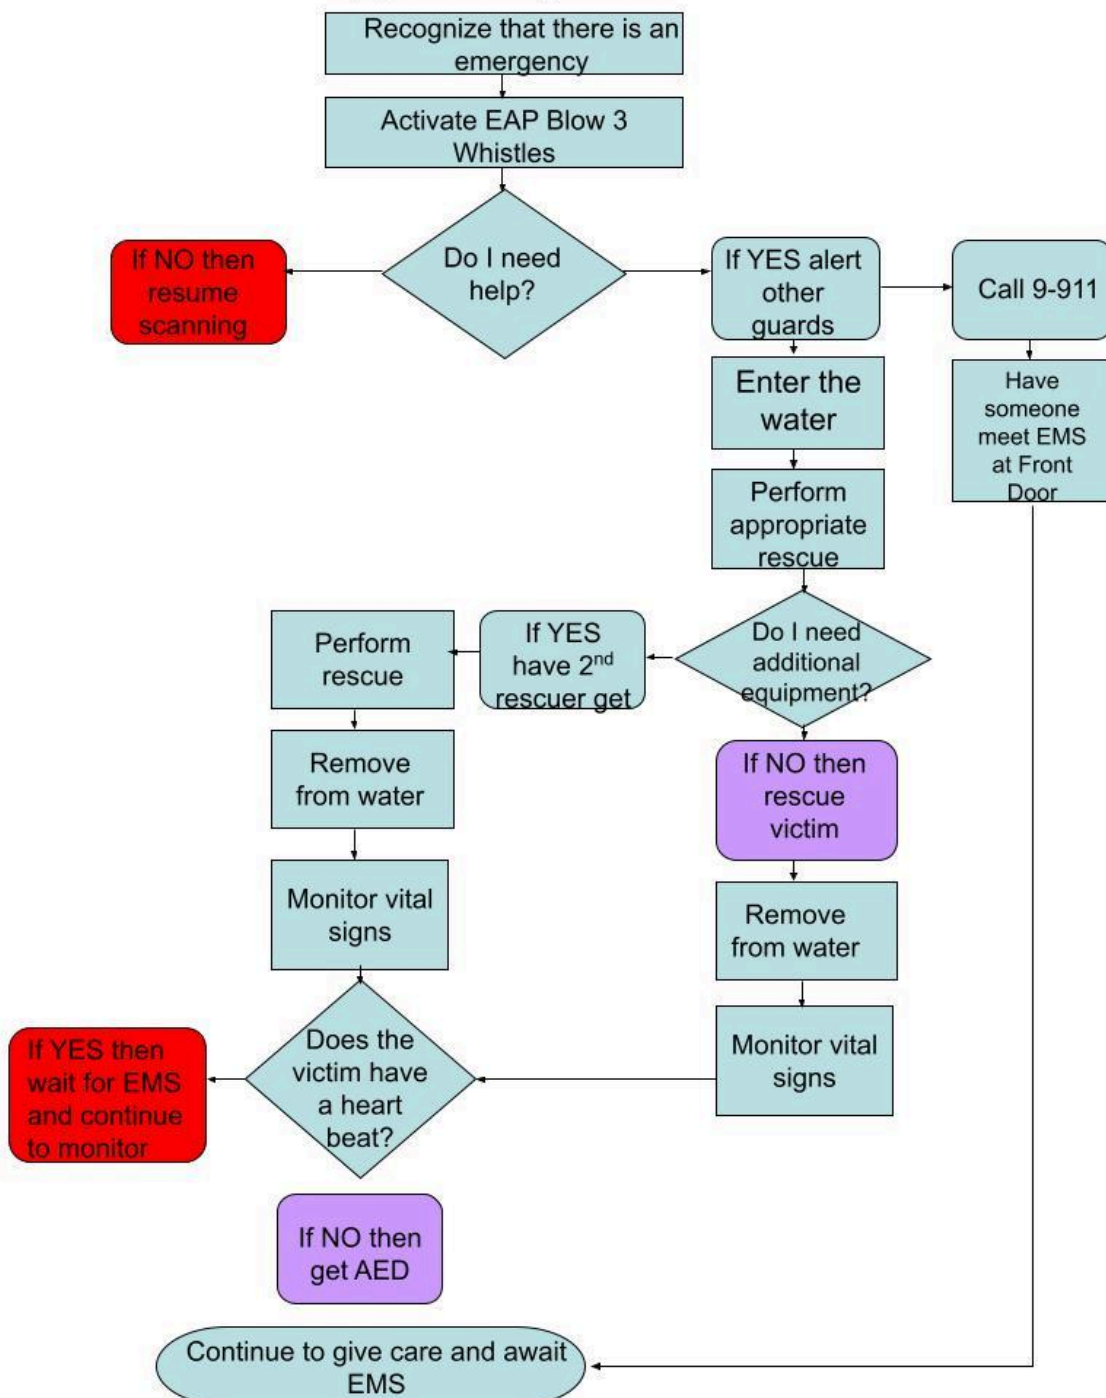 Recognize that there is an
emergency
Activate EAP Blow 3
Whistles
Do I need
help?
If NO then
resume
scanning
If YES alert
other
guards
Call 9-911
Enter the
water
Have
someone
meet EMS
at Front
Door
Perform
appropriate
rescue
Do I need
additional
equipment?
If YES
have 2nd
rescuer get
Perform
rescue
Remove
from water
Monitor vital
signs
If NO then
rescue
victim
Remove
from water
Monitor vital
signs
Does the
victim have
a heart
beat?
If YES then
wait for EMS
and continue
to monitor
If NO then
get AED
Continue to give care and await
EMS